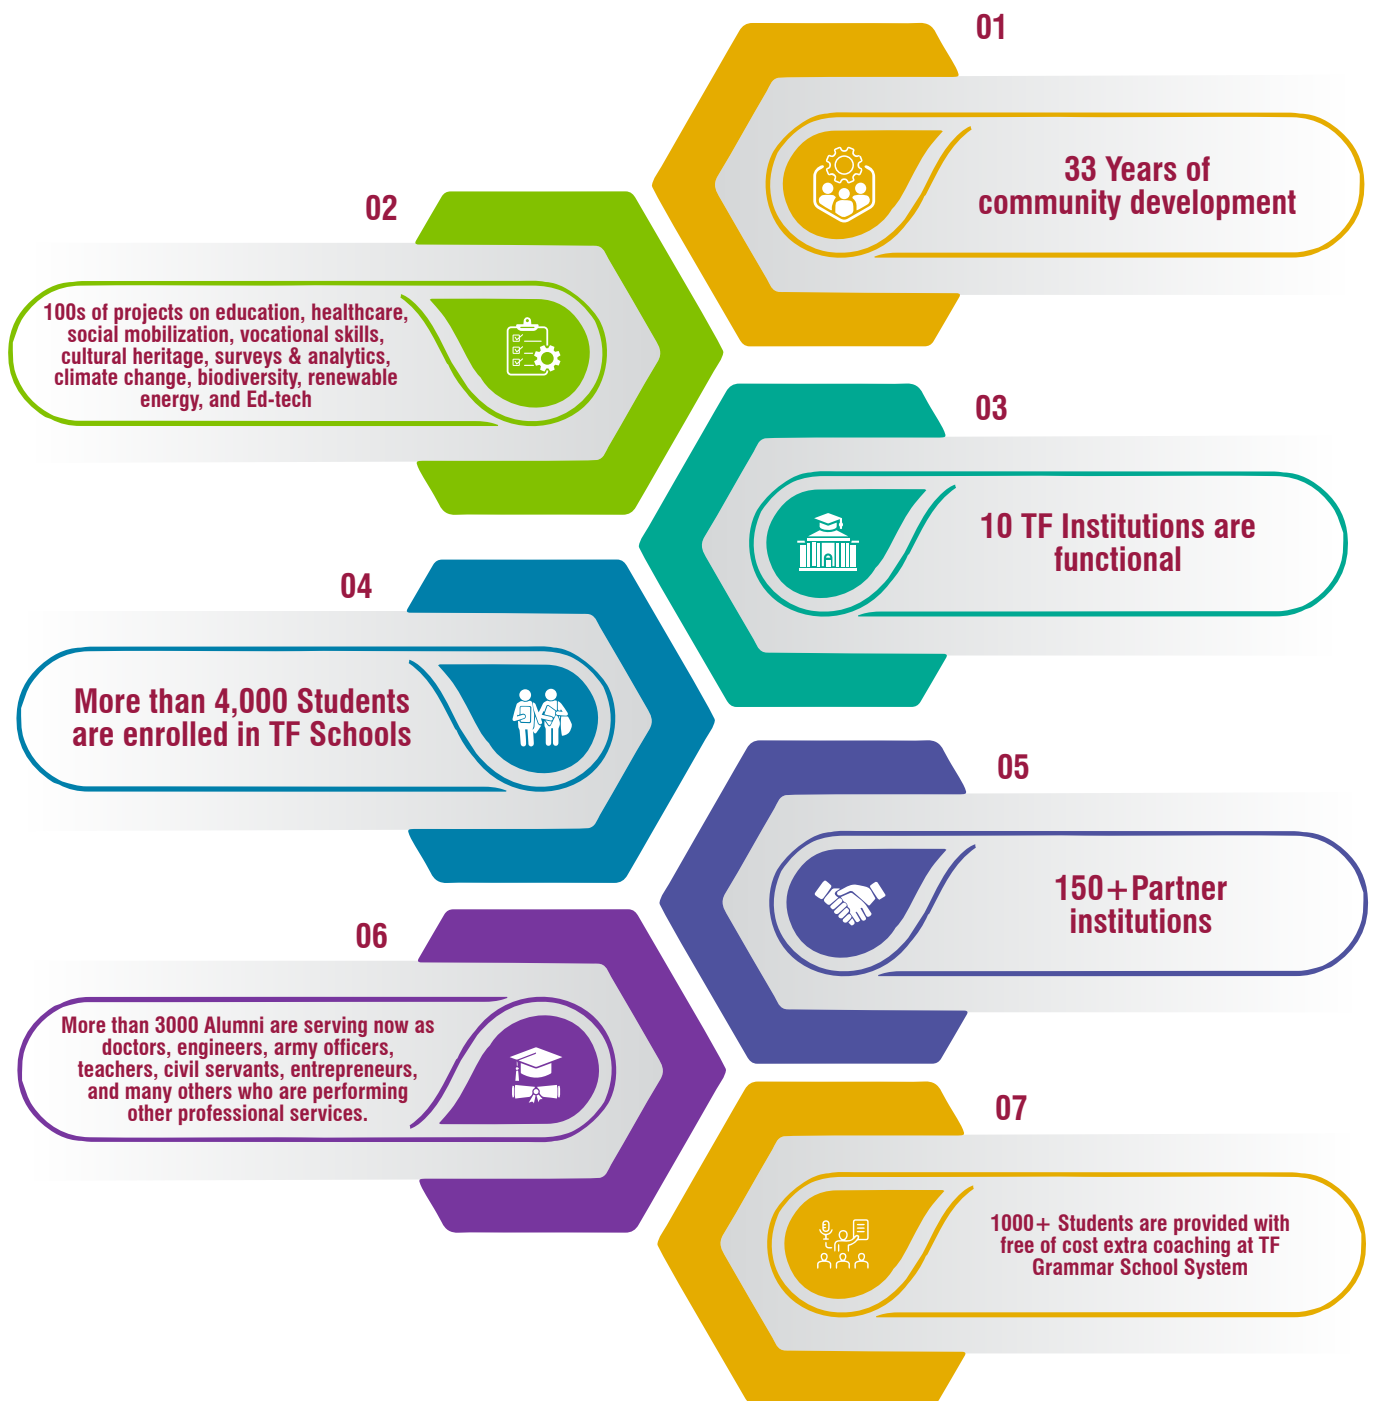 01
33 Years of
community development
02
100s of projects on education, healthcare,
social mobilization, vocational skills,
cultural heritage, surveys & analytics,
climate change, biodiversity, renewable
energy, and Ed-tech
03
10 TF Institutions are
functional
04
More than 4,000 Students
are enrolled in TF Schools
05
150+Partner
institutions
06
More than 3000 Alumni are serving now as
doctors, engineers, army officers,
teachers, civil servants, entrepreneurs,
and many others who are performing
other professional services.
07
1000+ Students are provided with
free of cost extra coaching at TF
Grammar School System